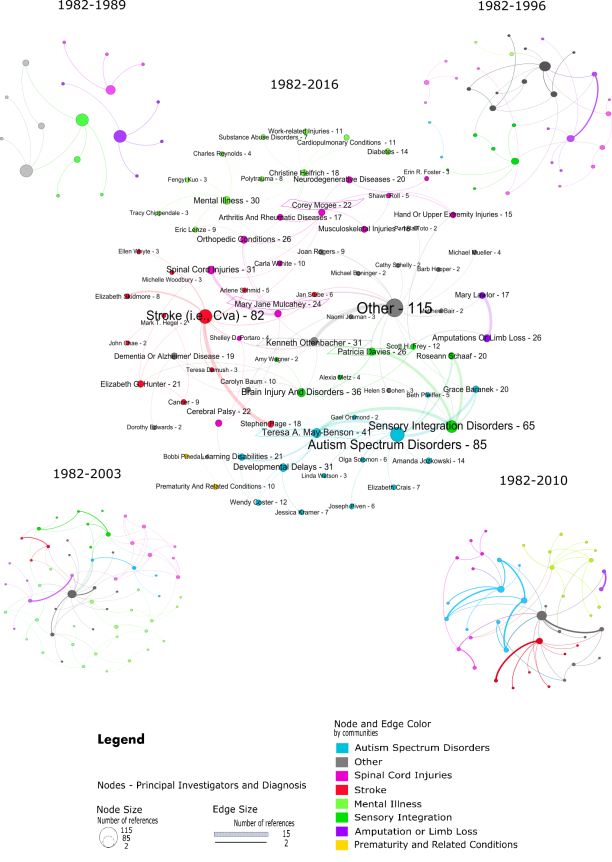 1982-1989
1982-1996
1982-2016
Work-related Injuries - 11
Substance Abuse Disorders - 7
Cardiopulmonary Conditions - 11
Diabetes - 14
Charles Reynolds - 4
Christine Helfrich - 18
Erin R. Foster - 3
Fengyi Kuo - 3
Polytrauma - 8
Neurodegenerative Diseases - 20
Mental Illness - 30
Shawn Roll - 5
Corey Mcgee - 22
Tracy Chippendale - 3
Arthritis And Rheumatic Diseases - 17
Hand Or Upper Extremity Injuries - 15
Eric Lenze - 9
Musculoskeletal Injuries
Orthopedic Conditions - 26
Ellen Whyte - 3
Joan Rogers - 9
Michael Mueller - 4
Carla Wahite - 10
Cathy Schelly - 2
Spinal Cord Injuries - 31
Michael Boninger - 2
Barb Hooper - 2
Michelle Woodbury - 3
Elizabeth Skidmore - 8
Arlene Schmid - 5
Jan Stube - 6
Mary Lawlor - 17
Mary Jane Mulcahey - 24
Other - 115
Stroke (i.e., Cva) - 82
Naomi Josman - 3
Mark T. Hegel - 2
John Chae - 2
Shelley DiPortaro - 4
Kenneth Ottenbacher - 31
Scott H. Frey - 12
Amputations Of Limb Loss - 26
Dementia Or Alzheimer' Disease - 19
Amy Wagner - 2
Patricia Davies - 26
Roseann Schaaf - 20
Teresa Damush - 3
Alexia Metz - 4
Elizabeth G. Hunter - 21
Carolyn Baum - 10
Brain Injury And Disorders - 36
Helen S Cohen - 3
Grace Baranek - 20
Cancer - 9
Beth Pfeiffer - 5
Cerebral Palsy - 22
Gael Orsmond - 2
Dorothy Edwards - 2
Stephen Page - 18
Teresa A. May-Benson - 41
Sensory Integration Disorders - 65
Autism Spectrum Disorders - 85
Bobbi Pineda
Learning Disabilities - 21
Olga Solomon - 6
Amanda Jozkowski - 14
Developmental Delays - 31
Linda Watson - 3
Prematurity And Related Conditions - 10
Elizabeth Crais - 7
Wendy Coster - 12
Jessica Kramer - 7
Joseph Piven - 6
1982-2003
1982-2010
Legend
Nodes - Principal Investigators and Diagnosis
Node Size
Number of references
115
85
2
Edge Size
Number of references
15
2
Node and Edge Color
by communities
Autism Spectrum Disorders
Other
Spinal Cord Injuries
Stroke
Mental Illness
Sensory Integration
Amputation or Limb Loss
Prematurity and Related Conditions